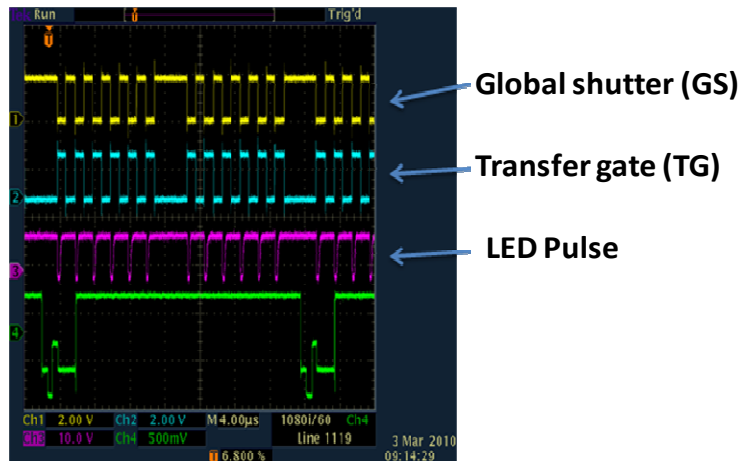 Run Trig'd
Global shutter (GS)
1
Transfer gate (TG)
2
LED Pulse
3
4
Ch1 2.00 V Ch2 2.00 V M 4.00µs 1080i/60 Ch4
Ch3 10.0 V Ch4 500mV Line 1119
3 Mar 2010
T 6.800 % 09:14:29